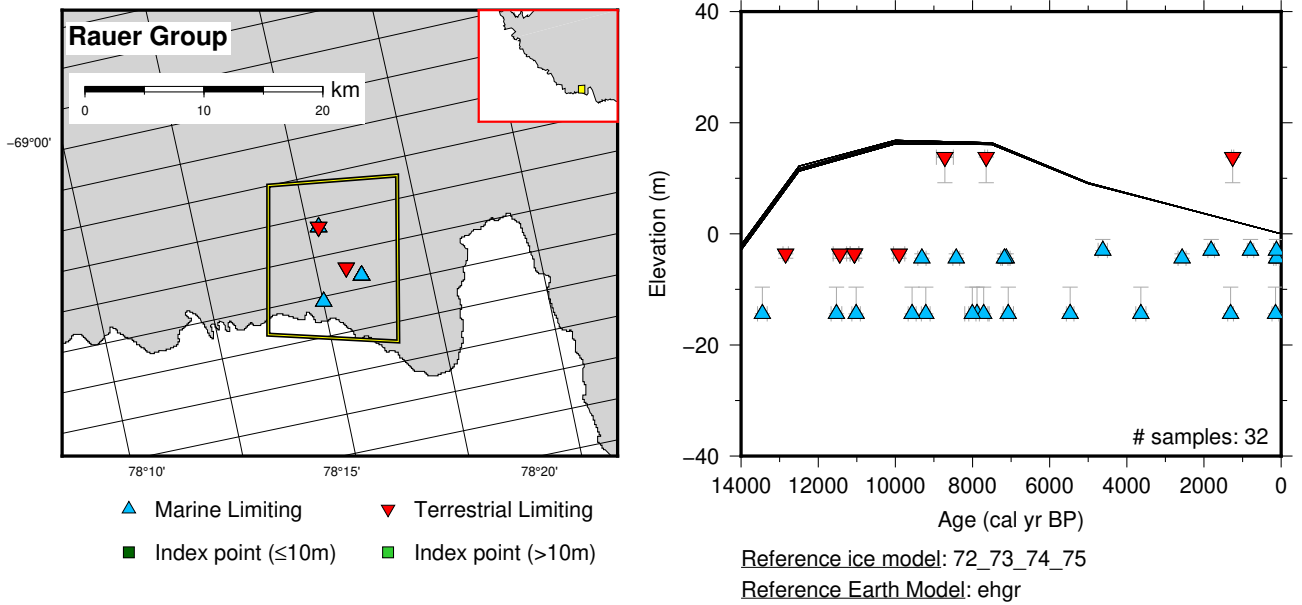 Rauer Group
km
0 10 20
−69°00'
78°10' 78°15' 78°20'
Marine Limiting
Terrestrial Limiting
Index point (≤10m)
Index point (>10m)
40
20
0
−20
−40
Elevation (m)
# samples: 32
14000 12000 10000 8000 6000 4000 2000 0
Age (cal yr BP)
Reference ice model: 72_73_74_75
Reference Earth Model: ehgr